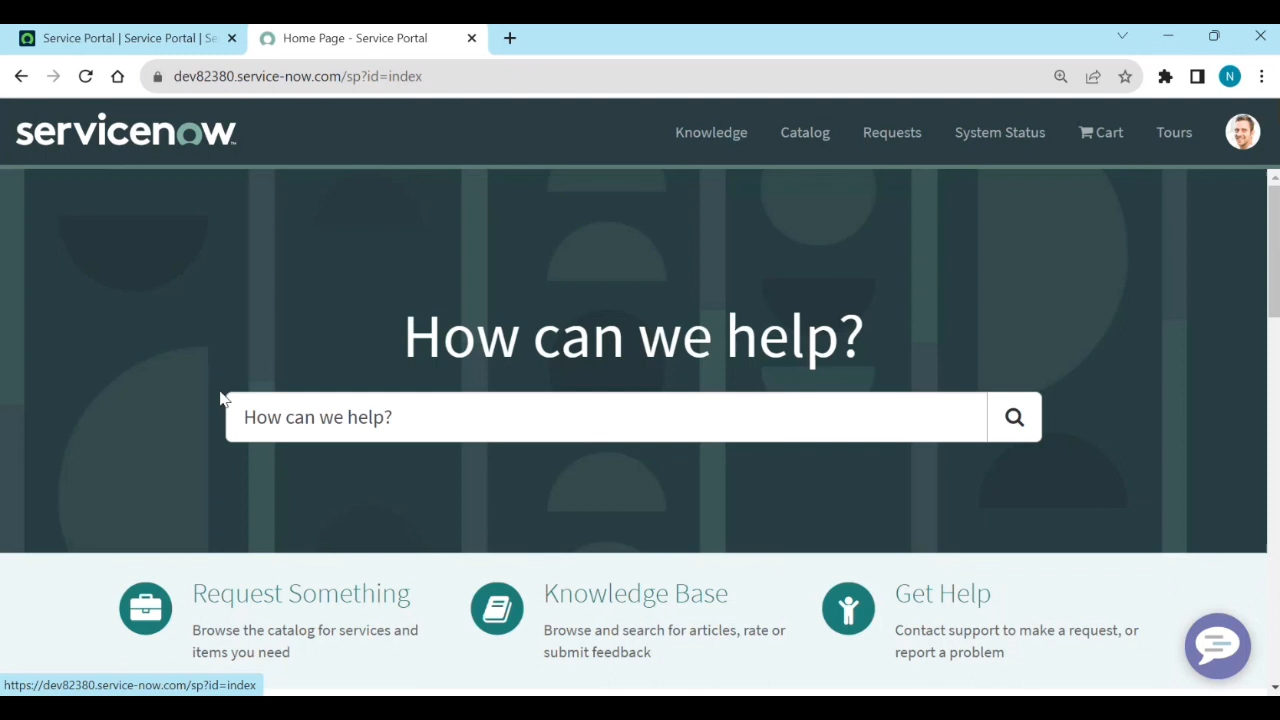 Service Portal | Service Portal | Se
Home Page - Service Portal
dev82380.service-now.com/sp?id=index
N
servicenow
Knowledge
Catalog
Requests
System Status
Cart
Tours
How can we help?
How can we help?
Request Something
Browse the catalog for services and
items you need
Knowledge Base
Browse and search for articles, rate or
submit feedback
Get Help
Contact support to make a request, or
report a problem
https://dev82380.service-now.com/sp?id=index